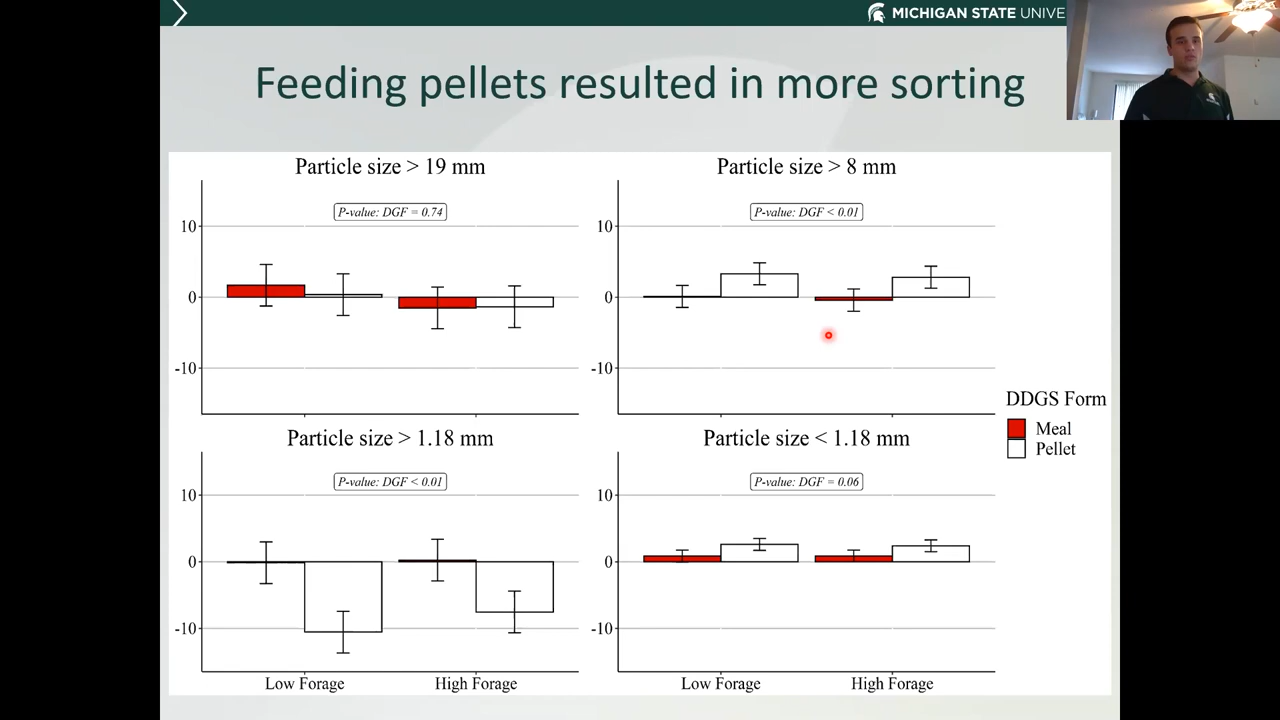 MICHIGAN STATE UNIVE
Feeding pellets resulted in more sorting
Particle size > 19 mm
P-value: DGF = 0.74
10
0
-10
Particle size > 8 mm
P-value: DGF < 0.01
10
0
-10
Particle size > 1.18 mm
P-value: DGF < 0.01
10
0
-10
Low Forage
High Forage
Particle size < 1.18 mm
P-value: DGF = 0.06
10
0
-10
Low Forage
High Forage
DDGS Form
Meal
Pellet